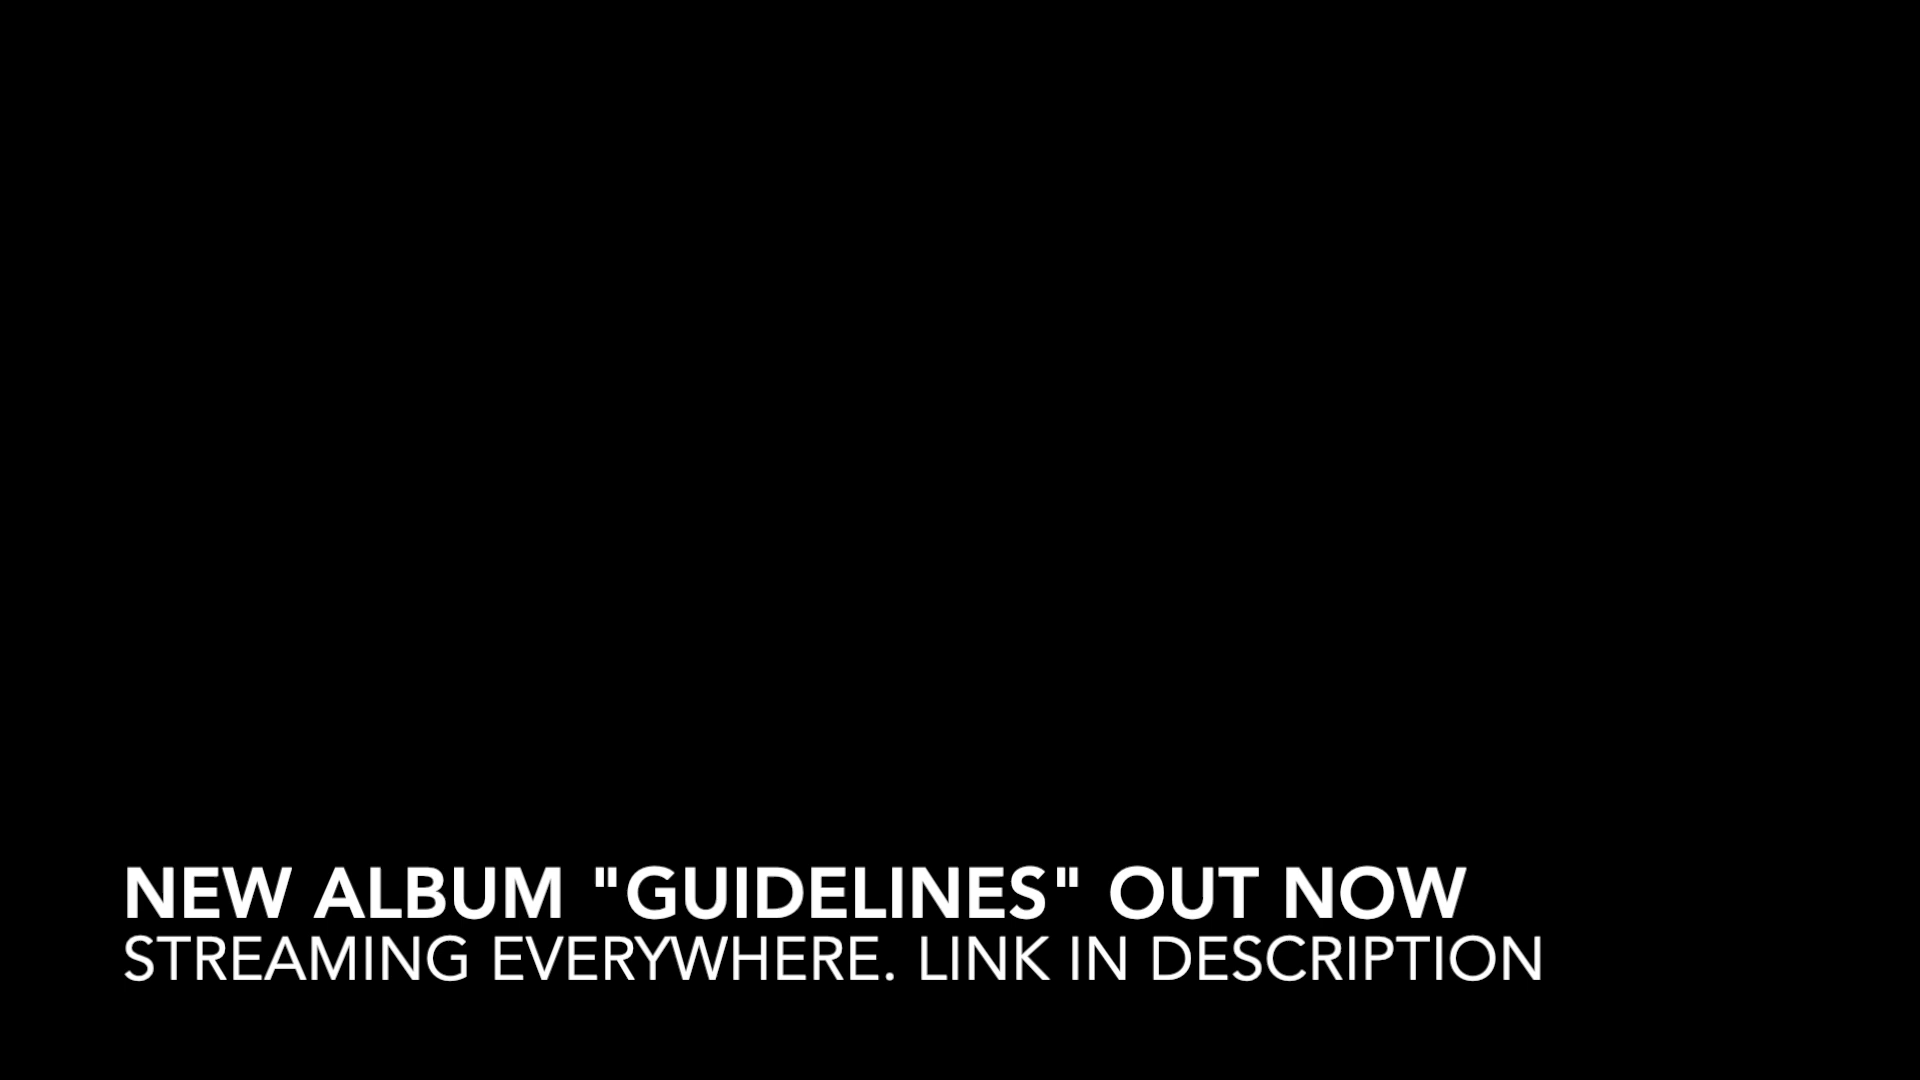 NEW ALBUM "GUIDELINES" OUT NOW
STREAMING EVERYWHERE. LINK IN DESCRIPTION